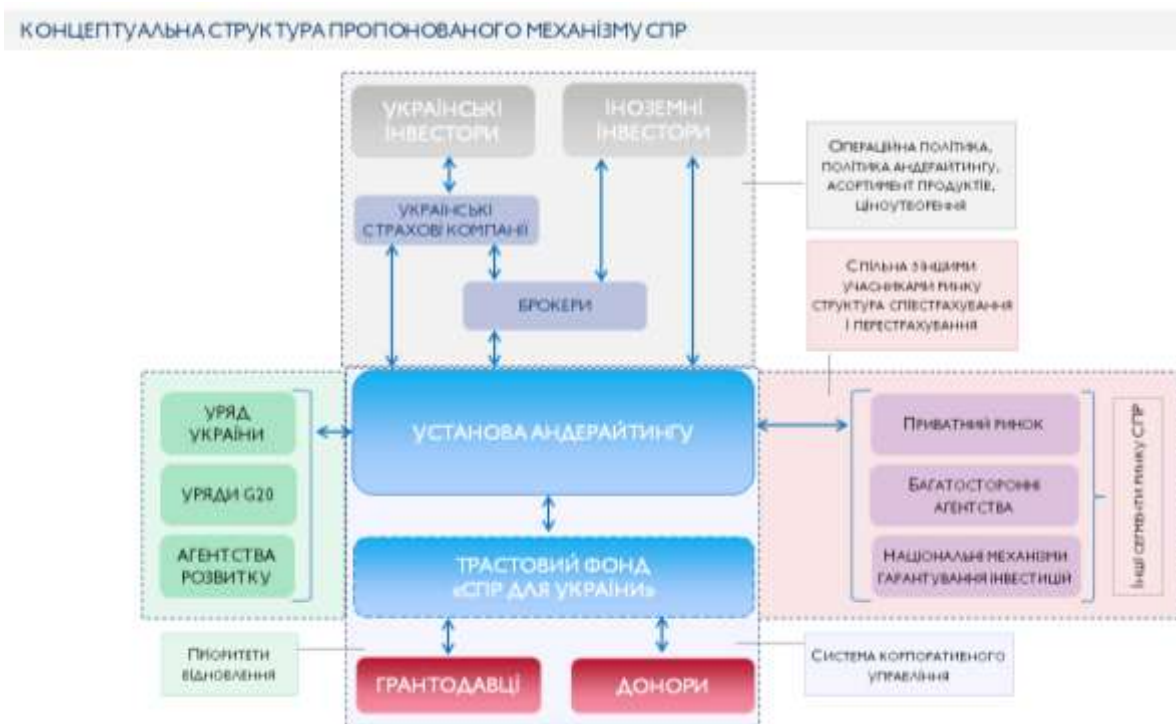 КОНЦЕПТУАЛЬНА СТРУКТУРА ПРОПОНОВАНОГО МЕХАНІЗМУ СПР
УКРАЇНСЬКІ
ІНВЕСТОРИ
ІНОЗЕМНІ
ІНВЕСТОРИ
ОПЕРАЦІЙНА ПОЛІТИКА,
ПОЛІТИКА АНДЕРАЙТИНГУ,
АСОРТИМЕНТ ПРОДУКТІВ,
ЦІНОУТВОРЕННЯ
УКРАЇНСЬКІ
СТРАХОВІ КОМПАНІЇ
БРОКЕРИ
СПІЛЬНА З ІНШИМИ
УЧАСНИКАМИ РИНКУ
СТРУКТУРА СПІВСТРАХУВАННЯ
І ПЕРЕСТРАХУВАННЯ
УРЯД
УКРАЇНИ
УРЯДИ G20
АГЕНТСТВА
РОЗВИТКУ
УСТАНОВА АНДЕРАЙТИНГУ
ТРАСТОВИЙ ФОНД
«СПР ДЛЯ УКРАЇНИ»
ПРИВАТНИЙ РИНОК
БАГАТОСТОРОННІ
АГЕНТСТВА
НАЦІОНАЛЬНІ МЕХАНІЗМИ
ГАРАНТУВАННЯ ІНВЕСТИЦІЙ
ІНШІ СЕГМЕНТИ РИНКУ СПР
ПРІОРИТЕТИ
ВІДНОВЛЕННЯ
ГРАНТОДАВЦІ
ДОНОРИ
СИСТЕМА КОРПОРАТИВНОГО
УПРАВЛІННЯ